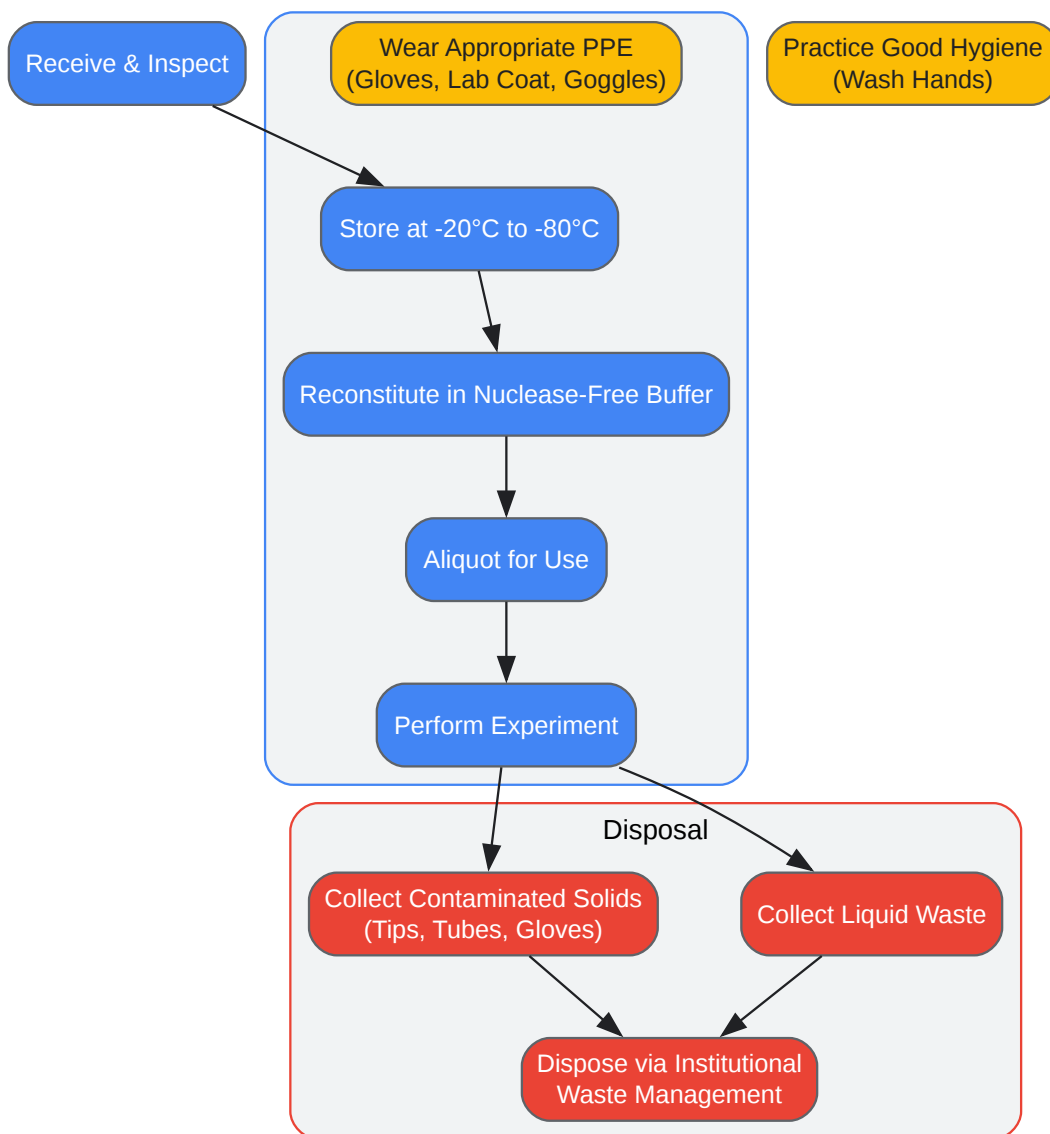 Receive & Inspect
Wear Appropriate PPE
(Gloves, Lab Coat, Goggles)
Practice Good Hygiene
(Wash Hands)
Store at -20°C to -80°C
Reconstitute in Nuclease-Free Buffer
Aliquot for Use
Perform Experiment
Disposal
Collect Contaminated Solids
(Tips, Tubes, Gloves)
Collect Liquid Waste
Dispose via Institutional
Waste Management